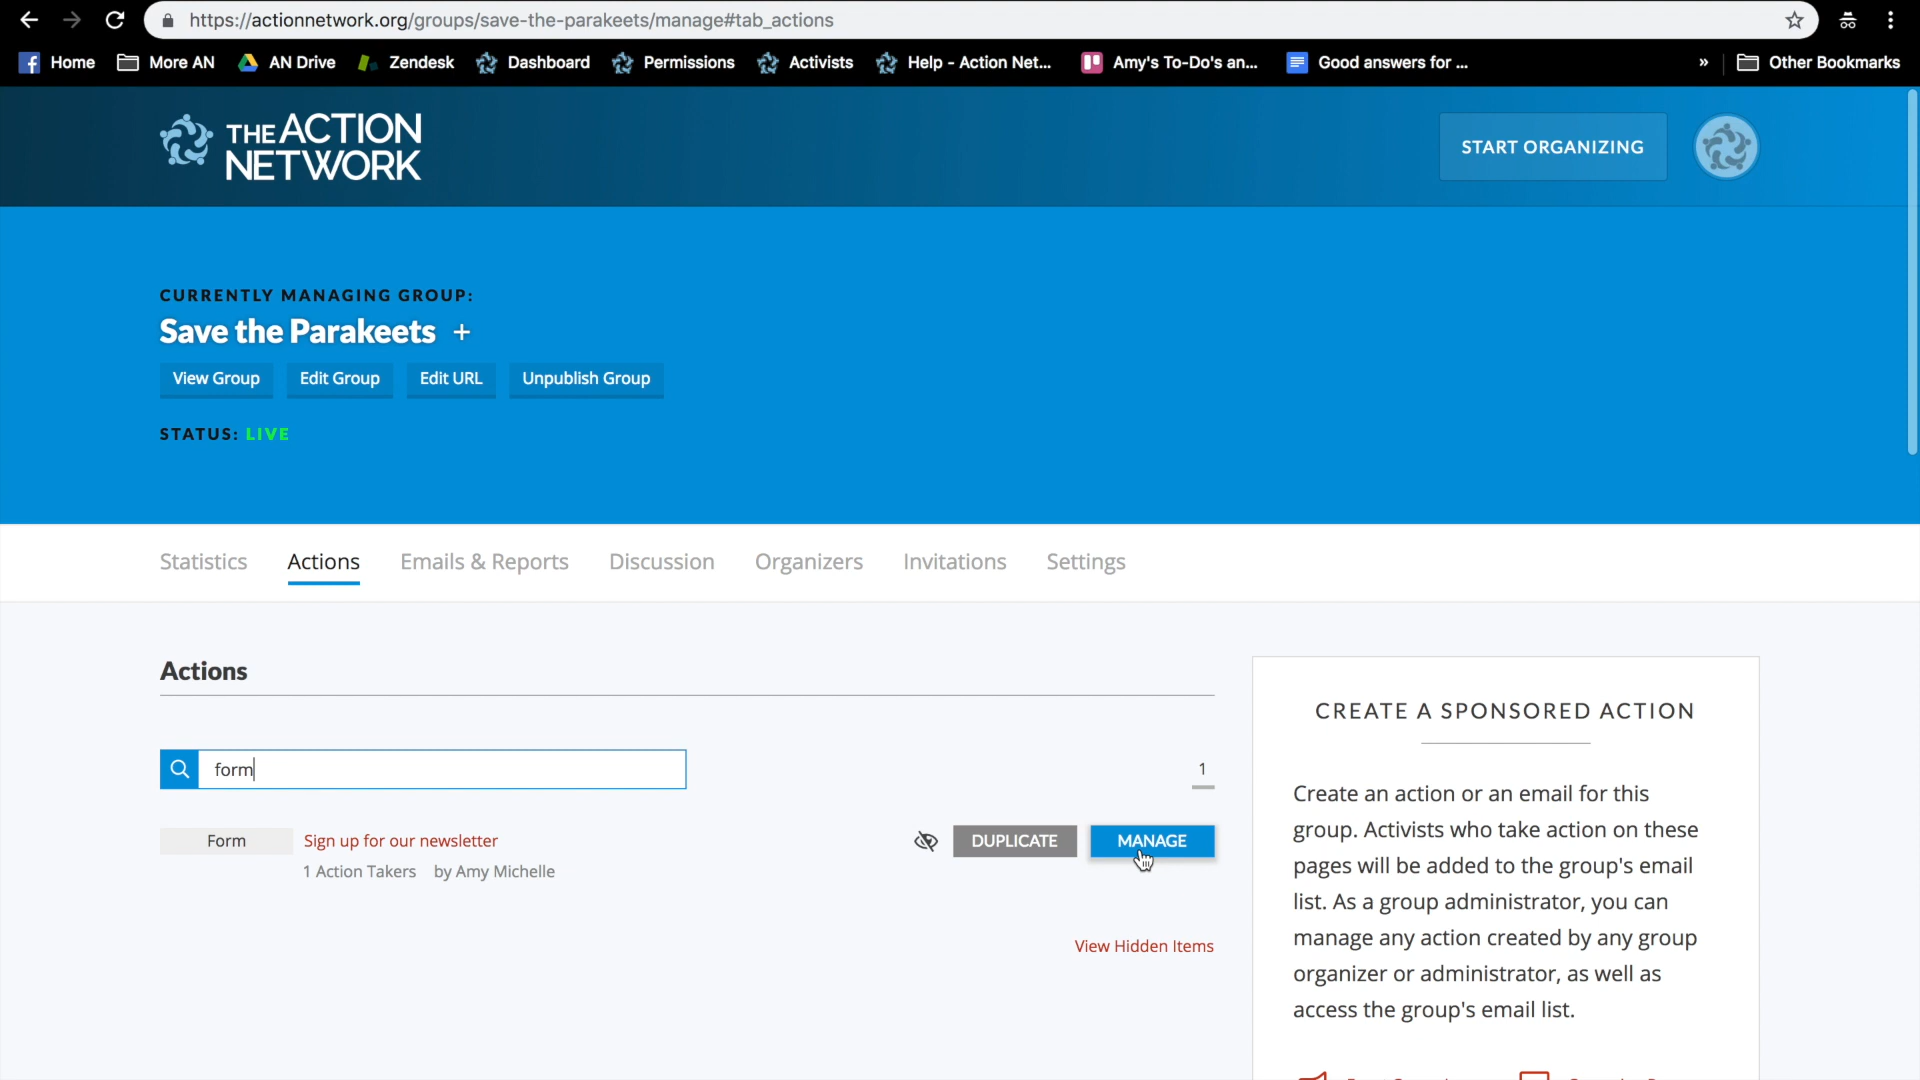 https://actionnetwork.org/groups/save-the-parakeets/manage#tab_actions
Home More AN AN Drive Zendesk Dashboard Permissions Activists Help - Action Net... Amy's To-Do's an... Good answers for ... » Other Bookmarks
THE ACTION NETWORK
START ORGANIZING
CURRENTLY MANAGING GROUP:
Save the Parakeets +
View Group Edit Group Edit URL Unpublish Group
STATUS: LIVE
Statistics Actions Emails & Reports Discussion Organizers Invitations Settings
Actions
form
1
Form Sign up for our newsletter DUPLICATE MANAGE
1 Action Takers by Amy Michelle
View Hidden Items
CREATE A SPONSORED ACTION
Create an action or an email for this
group. Activists who take action on these
pages will be added to the group's email
list. As a group administrator, you can
manage any action created by any group
organizer or administrator, as well as
access the group's email list.